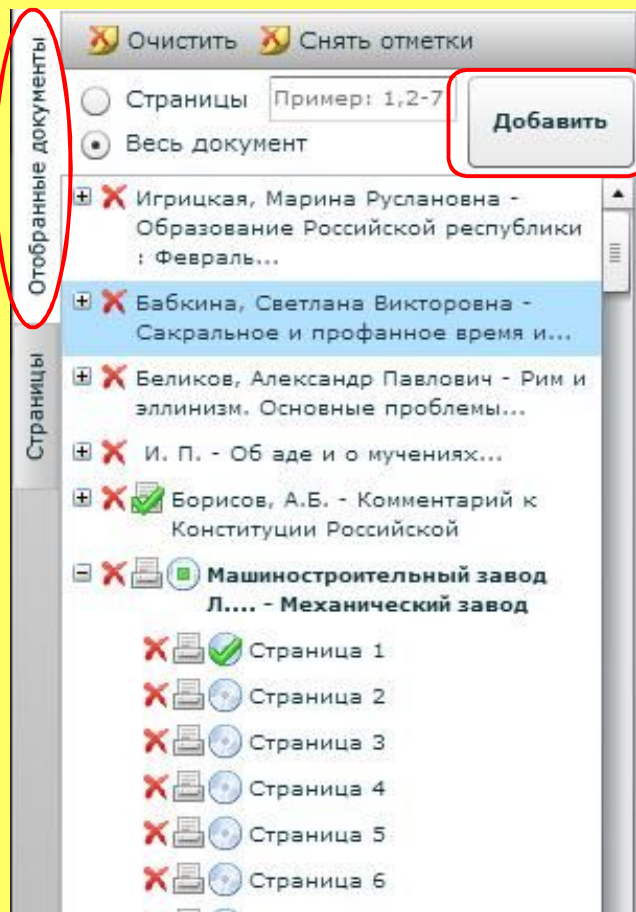 Отобранные документы
Страницы
Очистить Снять отметки
Страницы Пример: 1,2-7
Весь документ
Добавить
Игрицкая, Марина Руслановна -
Образование Российской республики
: Февраль...
Бабкина, Светлана Викторовна -
Сакральное и профанное время и...
Беликов, Александр Павлович - Рим и
эллинизм. Основные проблемы...
И. П. - Об аде и о мучениях...
Борисов, А.Б. - Комментарий к
Конституции Российской
Машиностроительный завод
Л.... - Механический завод
Страница 1
Страница 2
Страница 3
Страница 4
Страница 5
Страница 6